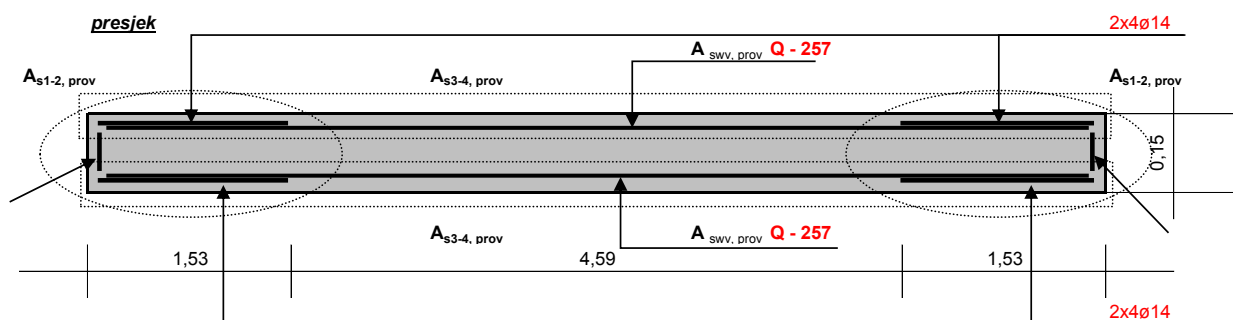 presjek
2x4ø14
A swv, prov Q - 257
As1-2, prov
As3-4, prov
As1-2, prov
0,15
As3-4, prov
A swv, prov Q - 257
1,53
4,59
1,53
2x4ø14